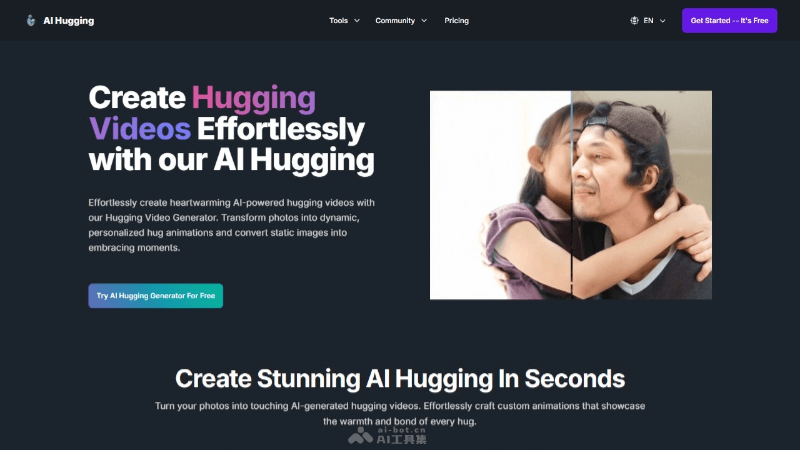 AI Hugging
Tools
Community
Pricing
EN
Get Started -- It's Free
Create Hugging
Videos Effortlessly
with our AI Hugging
Effortlessly create heartwarming AI-powered hugging videos with
our Hugging Video Generator. Transform photos into dynamic,
personalized hug animations and convert static images into
embracing moments.
Try AI Hugging Generator For Free
Create Stunning AI Hugging In Seconds
Turn your photos into touching AI-generated hugging videos. Effortlessly craft custom animations that showcase
the warmth and bond of every hug.
ai-bot.cn
AI工具集